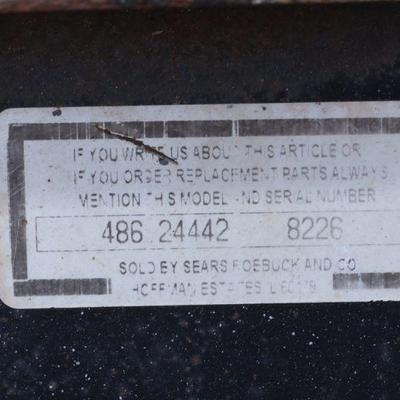 IF YOU WRITE US ABOUT THIS ARTICLE OR
IF YOU ORDER REPLACEMENT PARTS ALWAYS
MENTION THIS MODEL AND SERIAL NUMBER
486 24442 8226
SOLD BY SEARS ROEBUCK AND CO
HOFFMAN ESTATES IL 60179